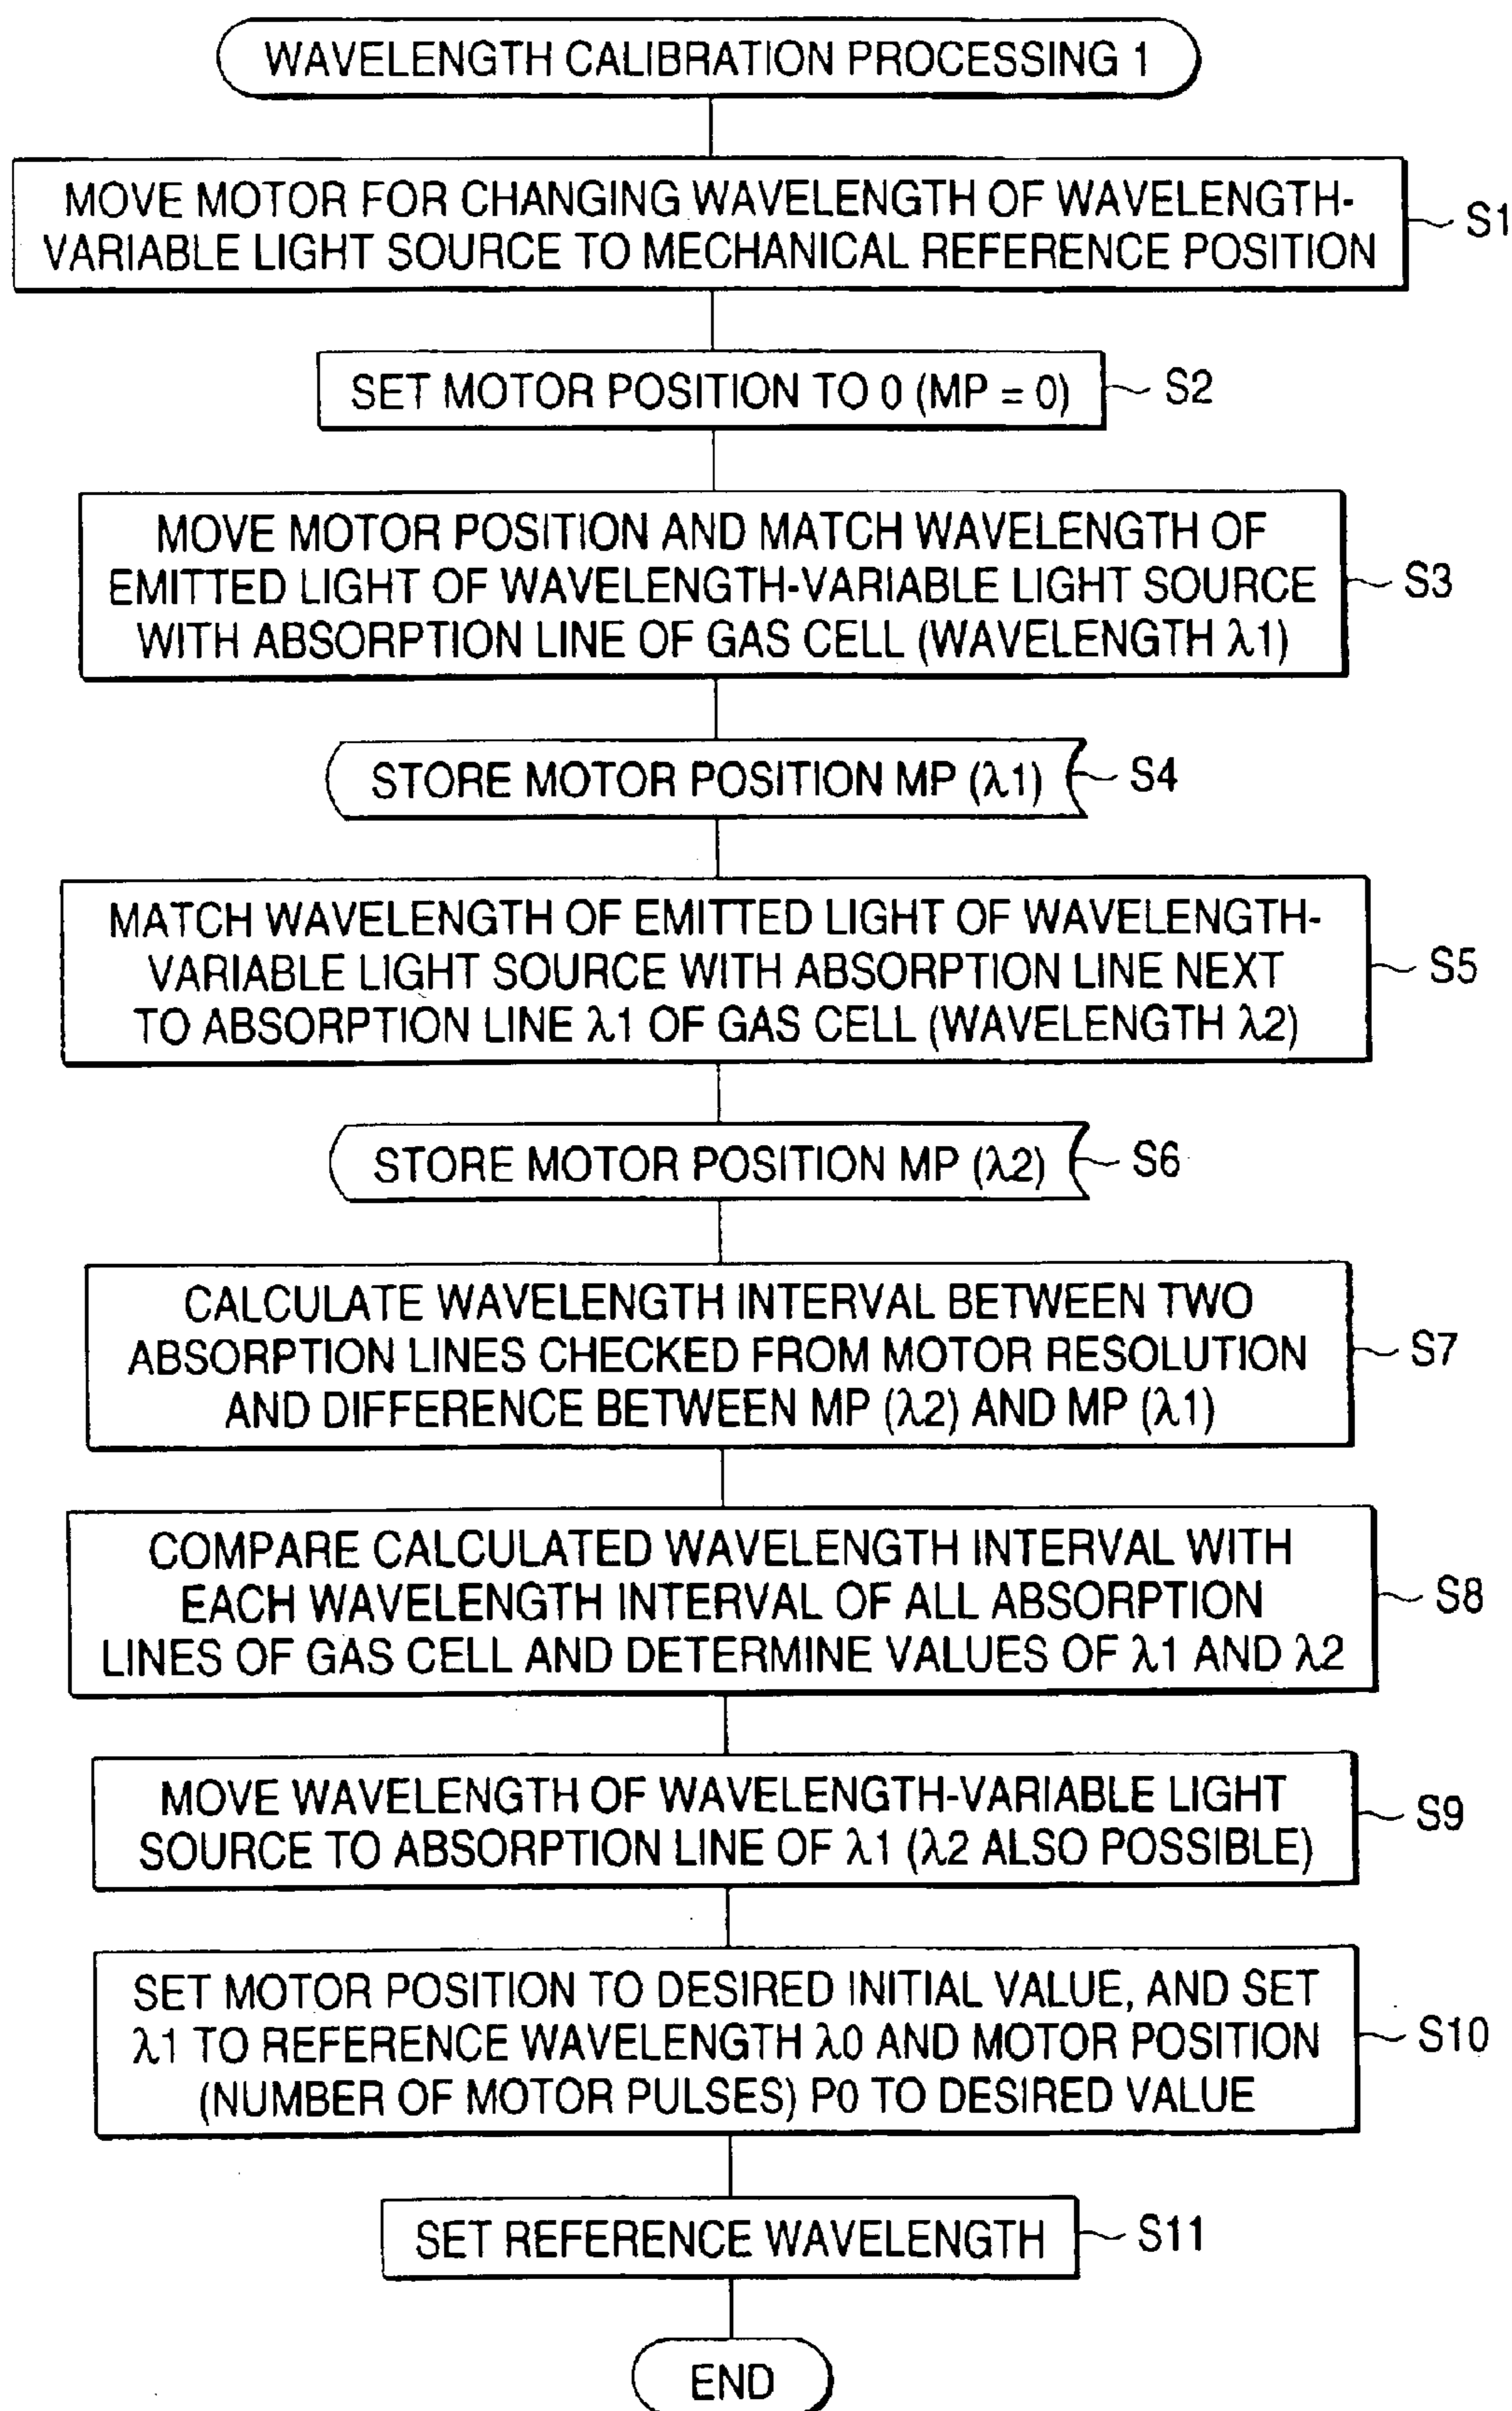 WAVELENGTH CALIBRATION PROCESSING 1
MOVE MOTOR FOR CHANGING WAVELENGTH OF WAVELENGTH-
VARIABLE LIGHT SOURCE TO MECHANICAL REFERENCE POSITION
S1
SET MOTOR POSITION TO 0 (MP = 0)
S2
MOVE MOTOR POSITION AND MATCH WAVELENGTH OF
EMITTED LIGHT OF WAVELENGTH-VARIABLE LIGHT SOURCE
WITH ABSORPTION LINE OF GAS CELL (WAVELENGTH λ1)
S3
STORE MOTOR POSITION MP (λ1)
S4
MATCH WAVELENGTH OF EMITTED LIGHT OF WAVELENGTH-
VARIABLE LIGHT SOURCE WITH ABSORPTION LINE NEXT
TO ABSORPTION LINE λ1 OF GAS CELL (WAVELENGTH λ2)
S5
STORE MOTOR POSITION MP (λ2)
S6
CALCULATE WAVELENGTH INTERVAL BETWEEN TWO
ABSORPTION LINES CHECKED FROM MOTOR RESOLUTION
AND DIFFERENCE BETWEEN MP (λ2) AND MP (λ1)
S7
COMPARE CALCULATED WAVELENGTH INTERVAL WITH
EACH WAVELENGTH INTERVAL OF ALL ABSORPTION
LINES OF GAS CELL AND DETERMINE VALUES OF λ1 AND λ2
S8
MOVE WAVELENGTH OF WAVELENGTH-VARIABLE LIGHT
SOURCE TO ABSORPTION LINE OF λ1 (λ2 ALSO POSSIBLE)
S9
SET MOTOR POSITION TO DESIRED INITIAL VALUE, AND SET
λ1 TO REFERENCE WAVELENGTH λ0 AND MOTOR POSITION
(NUMBER OF MOTOR PULSES) P0 TO DESIRED VALUE
S10
SET REFERENCE WAVELENGTH
S11
END